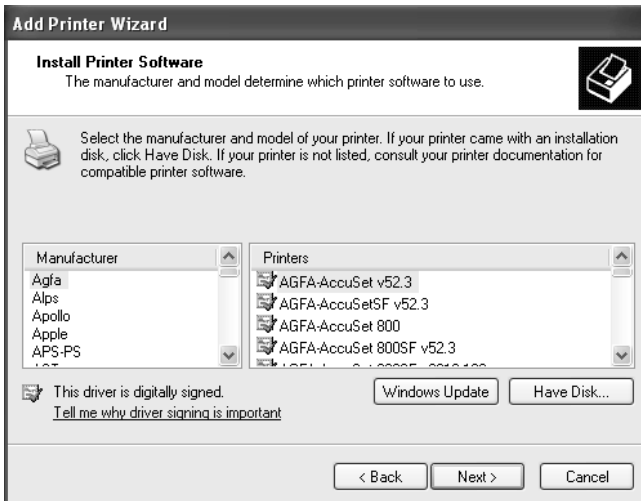 Add Printer Wizard
Install Printer Software
The manufacturer and model determine which printer software to use.
Select the manufacturer and model of your printer. If your printer came with an installation
disk, click Have Disk. If your printer is not listed, consult your printer documentation for
compatible printer software.
Manufacturer
Agfa
Alps
Apollo
Apple
APS-PS
Printers
AGFA-AccuSet v52.3
AGFA-AccuSetSF v52.3
AGFA-AccuSet 800
AGFA-AccuSet 800SF v52.3
This driver is digitally signed.
Tell me why driver signing is important
Windows Update
Have Disk...
< Back
Next >
Cancel